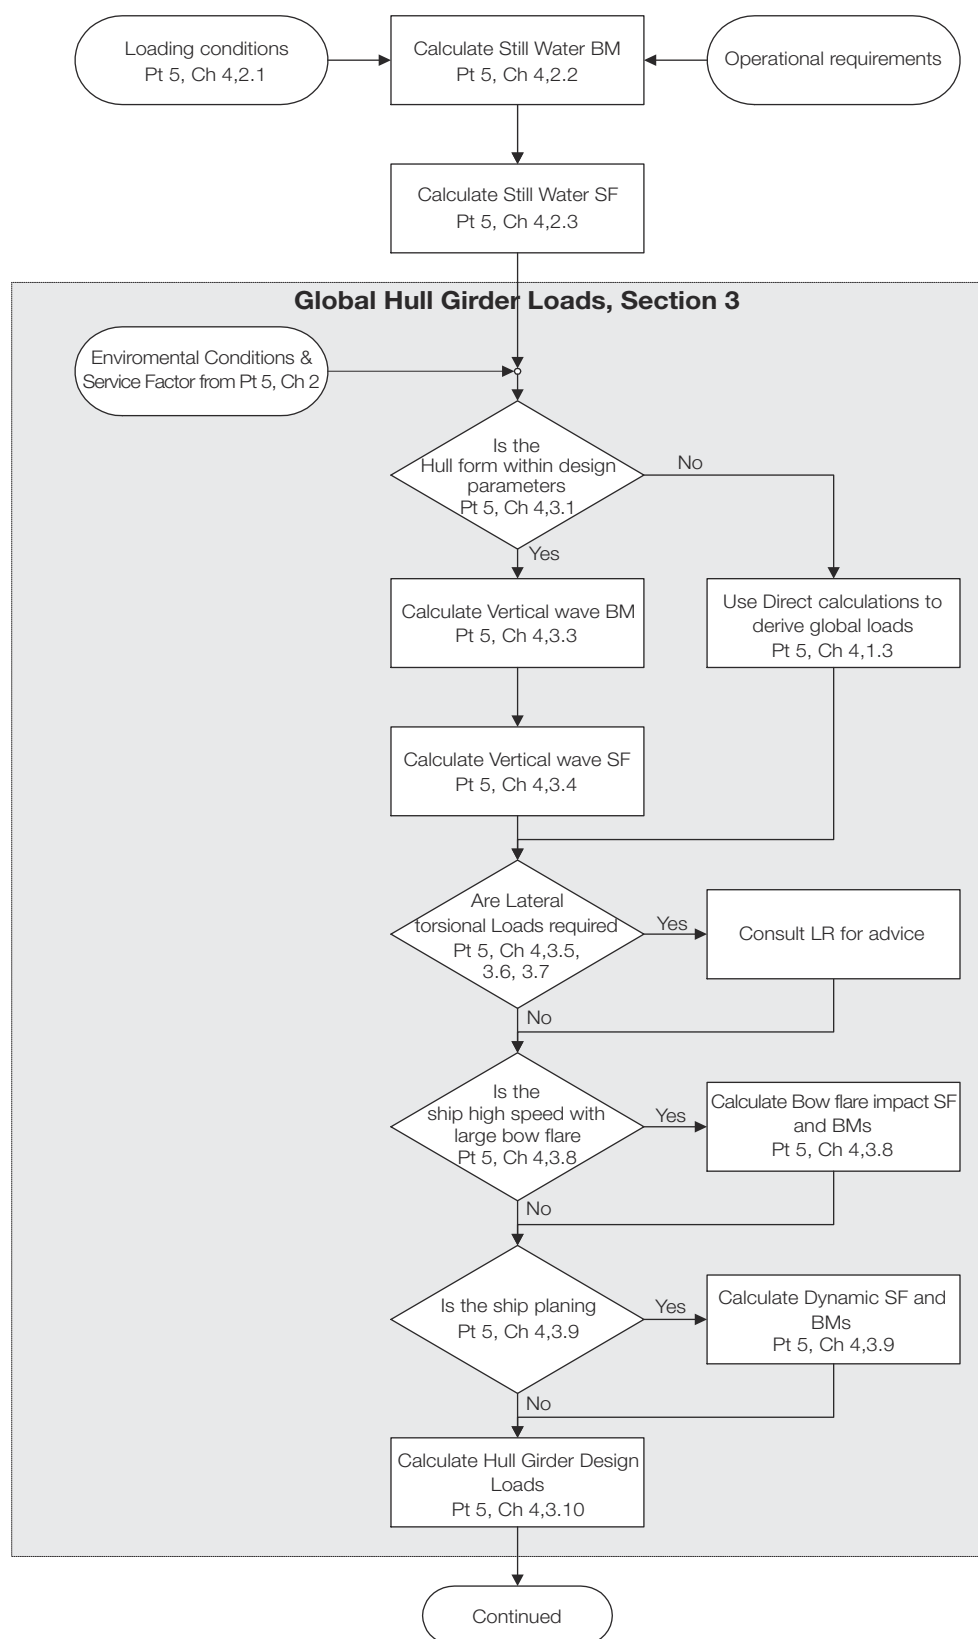 Loading conditions
Pt 5, Ch 4,2.1
Calculate Still Water BM
Pt 5, Ch 4,2.2
Operational requirements
Calculate Still Water SF
Pt 5, Ch 4,2.3
Global Hull Girder Loads, Section 3
Enviromental Conditions &
Service Factor from Pt 5, Ch 2
Is the
Hull form within design
parameters
Pt 5, Ch 4,3.1
No
Yes
Calculate Vertical wave BM
Pt 5, Ch 4,3.3
Use Direct calculations to
derive global loads
Pt 5, Ch 4,1.3
Calculate Vertical wave SF
Pt 5, Ch 4,3.4
Are Lateral
torsional Loads required
Pt 5, Ch 4,3.5,
3.6, 3.7
Yes
Consult LR for advice
No
Is the
ship high speed with
large bow flare
Pt 5, Ch 4,3.8
Yes
Calculate Bow flare impact SF
and BMs
Pt 5, Ch 4,3.8
No
Is the ship planing
Pt 5, Ch 4,3.9
Yes
Calculate Dynamic SF and
BMs
Pt 5, Ch 4,3.9
No
Calculate Hull Girder Design
Loads
Pt 5, Ch 4,3.10
Continued